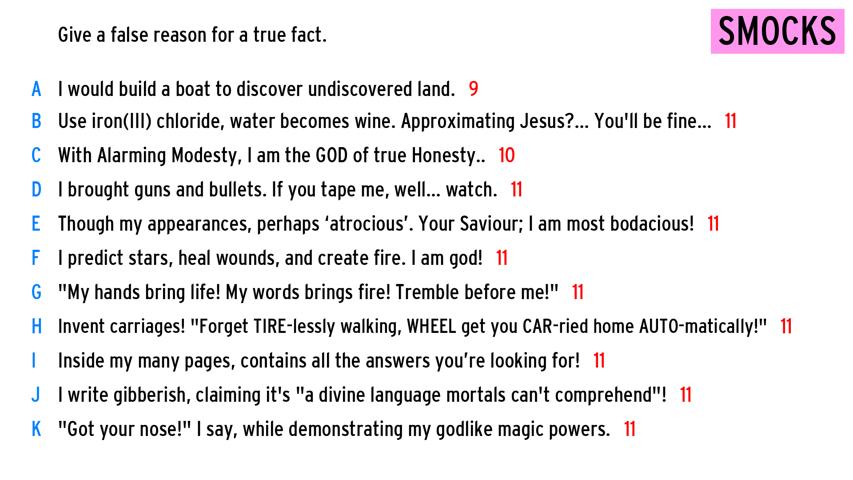 Give a false reason for a true fact.
SMOCKS
A I would build a boat to discover undiscovered land. 9
B Use iron(III) chloride, water becomes wine. Approximating Jesus?... You'll be fine... 11
C With Alarming Modesty, I am the GOD of true Honesty.. 10
D I brought guns and bullets. If you tape me, well... watch. 11
E Though my appearances, perhaps ‘atrocious’. Your Saviour; I am most bodacious! 11
F I predict stars, heal wounds, and create fire. I am god! 11
G "My hands bring life! My words brings fire! Tremble before me!" 11
H Invent carriages! "Forget TIRE-lessly walking, WHEEL get you CAR-ried home AUTO-matically!" 11
I Inside my many pages, contains all the answers you’re looking for! 11
J I write gibberish, claiming it's "a divine language mortals can't comprehend"! 11
K "Got your nose!" I say, while demonstrating my godlike magic powers. 11